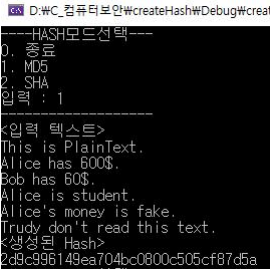 D:￦C_컴퓨터보안￦createHash￦Debug￦creat
----HASH모드선택---
0. 종료
1. MD5
2. SHA
입력 : 1
-------------------
<입력 텍스트>
This is PlainText.
Alice has 600$.
Bob has 60$.
Alice is student.
Alice's money is fake.
Trudy don't read this text.
<생성된 Hash>
2d9c996149ea704bc0800c505cf87d5a